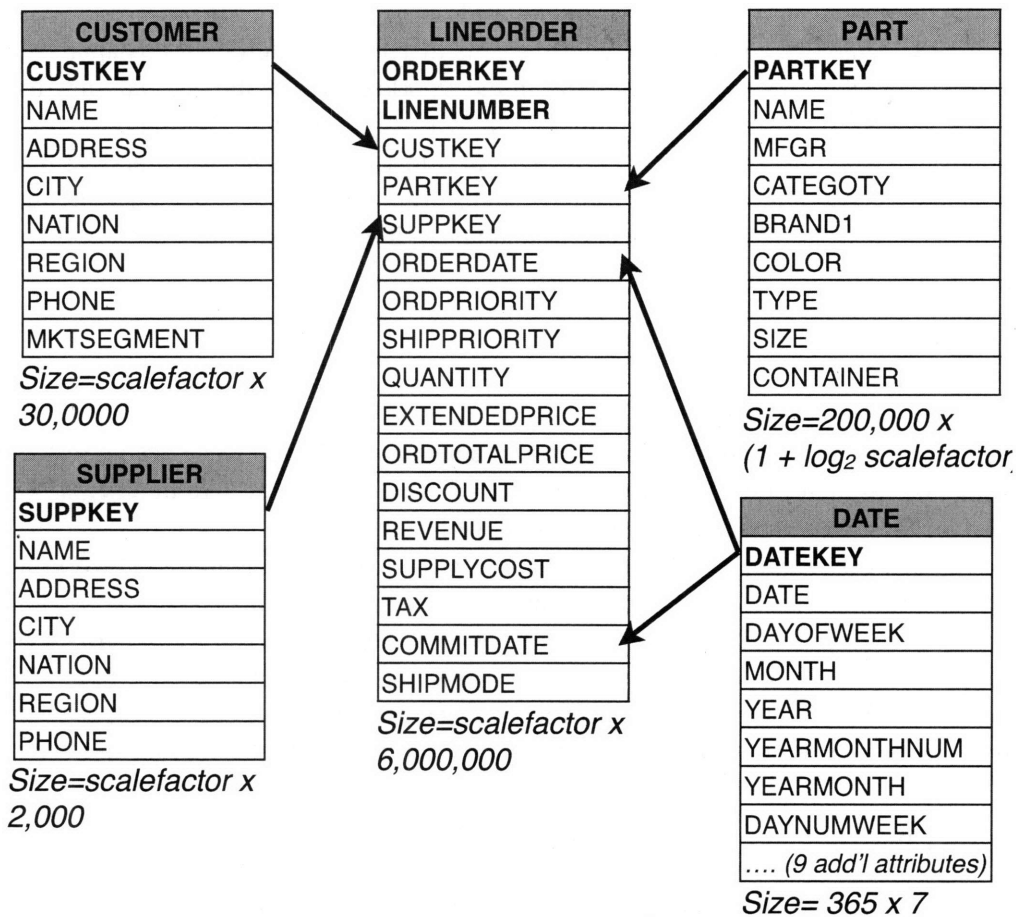 CUSTOMER
CUSTKEY
NAME
ADDRESS
CITY
NATION
REGION
PHONE
MKTSEGMENT
Size=scalefactor x
30,0000
SUPPLIER
SUPPKEY
NAME
ADDRESS
CITY
NATION
REGION
PHONE
Size=scalefactor x
2,000
LINEORDER
ORDERKEY
LINENUMBER
CUSTKEY
PARTKEY
SUPPKEY
ORDERDATE
ORDPRIORITY
SHIPPRIORITY
QUANTITY
EXTENDEDPRICE
ORDTOTALPRICE
DISCOUNT
REVENUE
SUPPLYCOST
TAX
COMMITDATE
SHIPMODE
Size=scalefactor x
6,000,000
PART
PARTKEY
NAME
MFGR
CATEGOTY
BRAND1
COLOR
TYPE
SIZE
CONTAINER
Size=200,000 x
(1 + log₂ scalefactor)
DATE
DATEKEY
DATE
DAYOFWEEK
MONTH
YEAR
YEARMONTHNUM
YEARMONTH
DAYNUMWEEK
.... (9 add'l attributes)
Size= 365 x 7